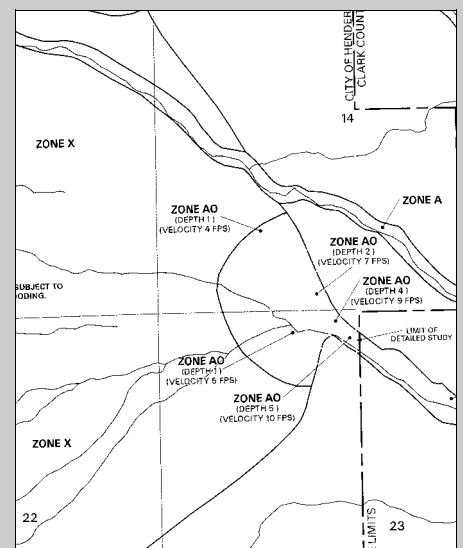 CITY OF HENDER
CLARK COUNT
14
ZONE X
ZONE A
ZONE AO
(DEPTH 1)
(VELOCITY 4 FPS)
ZONE AO
(DEPTH 2)
(VELOCITY 7 FPS)
ZONE AO
(DEPTH 4)
(VELOCITY 9 FPS)
SUBJECT TO
ODING.
LIMIT OF
DETAILED STUDY
ZONE AO
(DEPTH 1)
(VELOCITY 5 FPS)
ZONE AO
(DEPTH 5)
(VELOCITY 10 FPS)
ZONE X
22
LIMITS
23